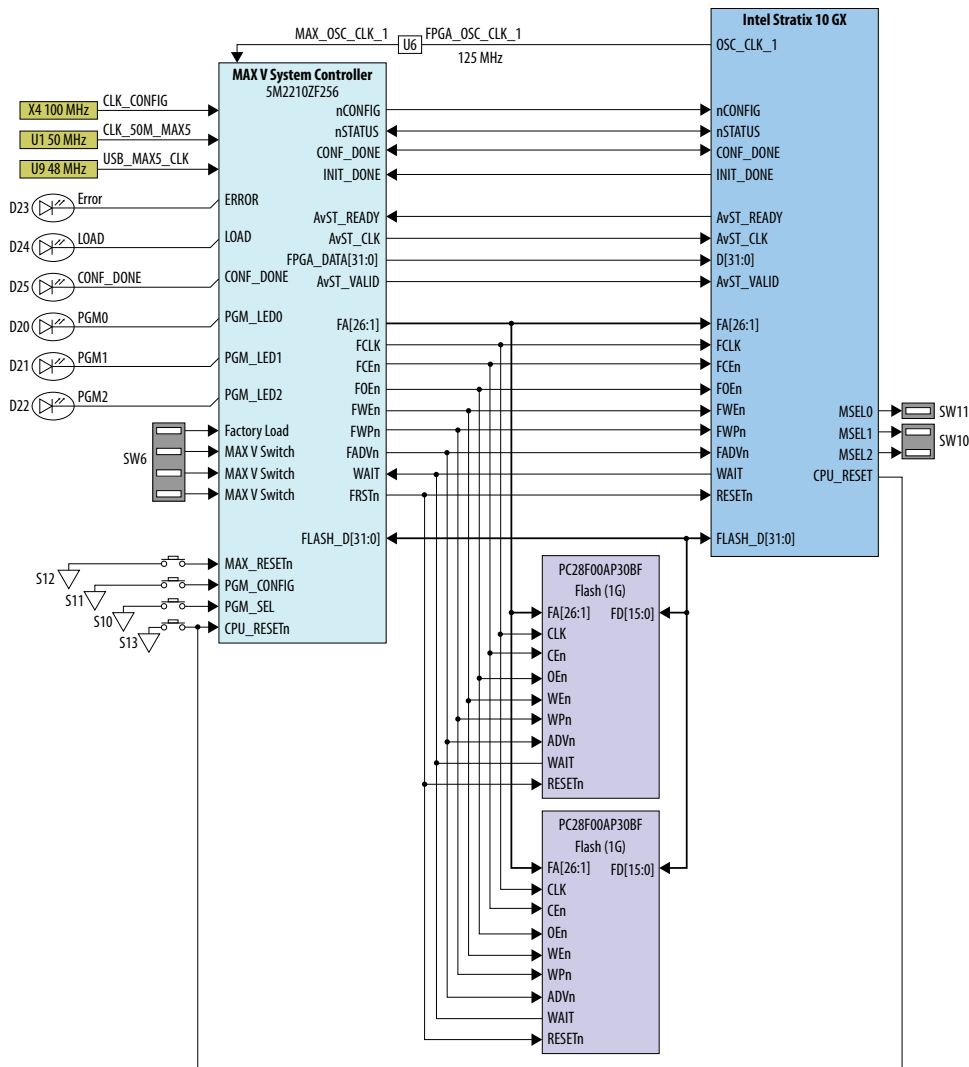 MAX_OSC_CLK_1 U6 FPGA_OSC_CLK_1
125 MHz
Intel Stratix 10 GX
OSC_CLK_1
nCONFIG
nSTATUS
CONF_DONE
INIT_DONE
AvST_READY
AvST_CLK
D[31:0]
AvST_VALID
FA[26:1]
FCLK
FCEn
FOEn
FWEn
FWPn
FADVn
WAIT
RESETn
FLASH_D[31:0]
MSEL0
MSEL1
MSEL2
CPU_RESET
SW11
SW10
MAX V System Controller
5M2210ZF256
nCONFIG
nSTATUS
CONF_DONE
INIT_DONE
AvST_READY
AvST_CLK
FPGA_DATA[31:0]
AvST_VALID
FA[26:1]
FCLK
FCEn
FOEn
FWEn
FWPn
FADVn
WAIT
FRSTn
FLASH_D[31:0]
X4 100 MHz CLK_CONFIG
U1 50 MHz CLK_50M_MAX5
U9 48 MHz USB_MAX5_CLK
D23 Error ERROR
D24 LOAD LOAD
D25 CONF_DONE CONF_DONE
D20 PGM0 PGM_LED0
D21 PGM1 PGM_LED1
D22 PGM2 PGM_LED2
SW6
Factory Load
MAX V Switch
MAX V Switch
MAX V Switch
S12 MAX_RESETn
S11 PGM_CONFIG
S10 PGM_SEL
S13 CPU_RESETn
PC28F00AP30BF
Flash (1G)
FA[26:1] FD[15:0]
CLK
CEn
OEn
WEn
WPn
ADVn
WAIT
RESETn
PC28F00AP30BF
Flash (1G)
FA[26:1] FD[15:0]
CLK
CEn
OEn
WEn
WPn
ADVn
WAIT
RESETn